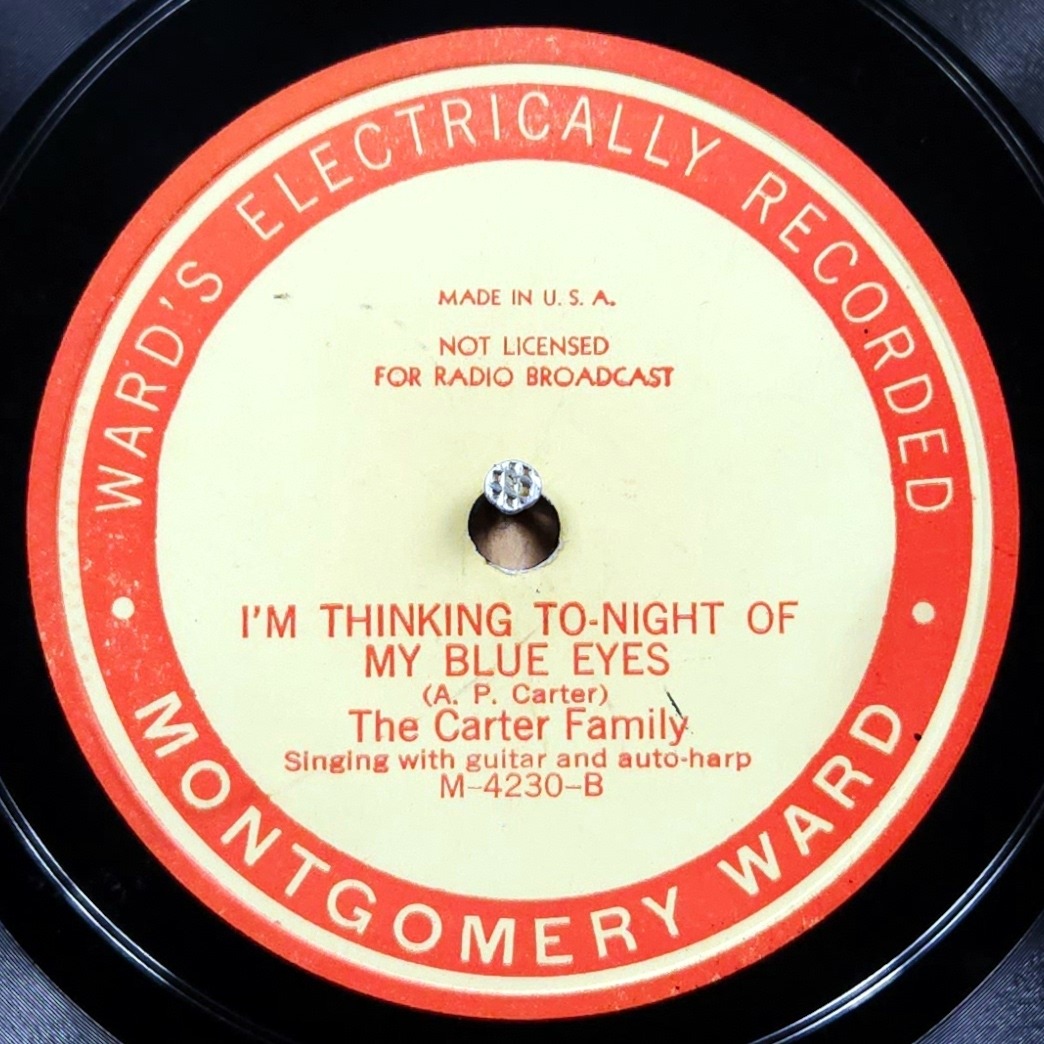 WARD'S ELECTRICALLY RECORDED
MADE IN U. S. A.
NOT LICENSED
FOR RADIO BROADCAST
I'M THINKING TO-NIGHT OF
MY BLUE EYES
(A. P. Carter)
The Carter Family
Singing with guitar and auto-harp
M-4230-B
MONTGOMERY WARD